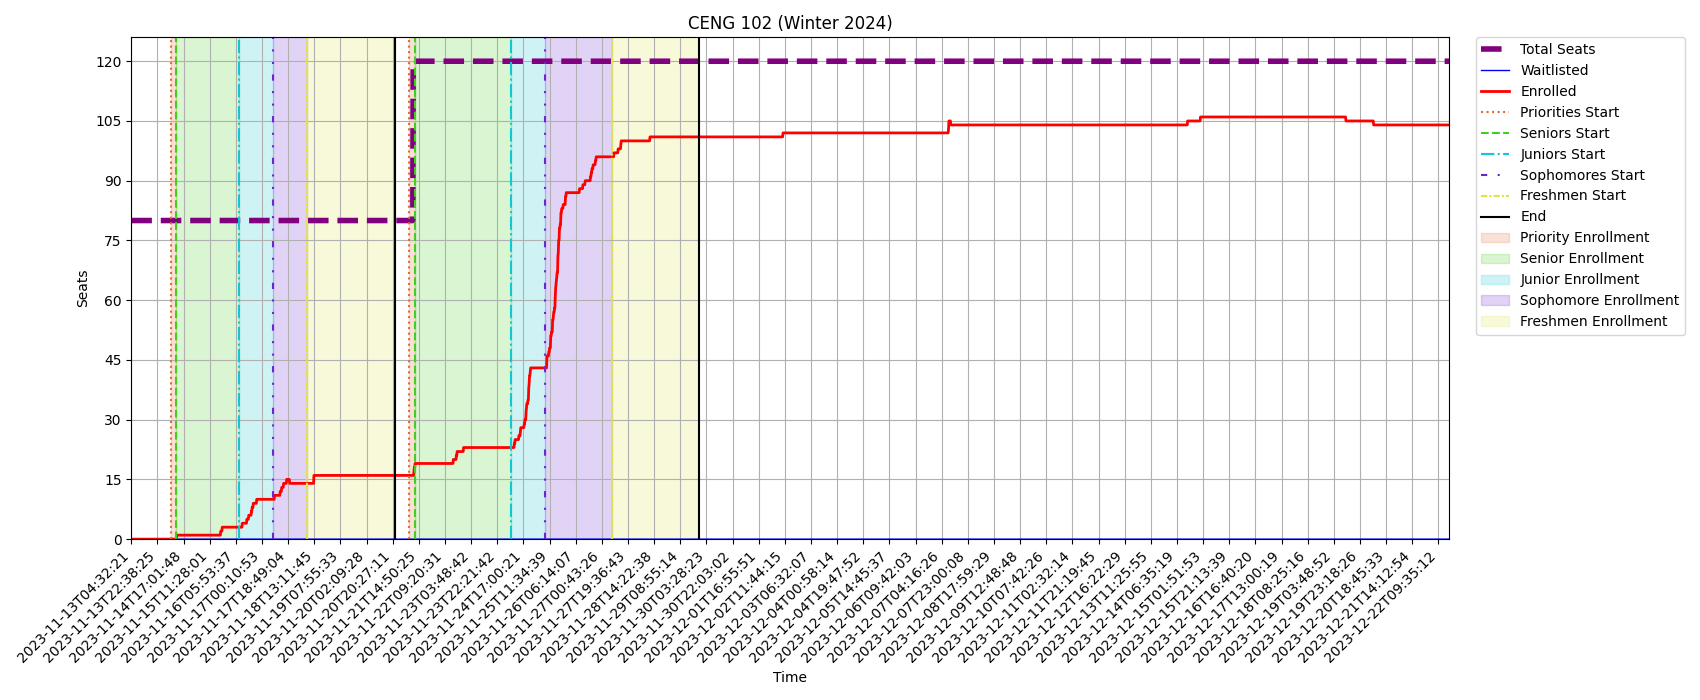 CENG 102 (Winter 2024)
120
105
90
75
60
45
30
15
0
Seats
2023-11-13T04:32:21
2023-11-13T22:38:25
2023-11-14T17:01:48
2023-11-15T11:28:01
2023-11-16T05:53:37
2023-11-17T00:10:53
2023-11-17T18:49:04
2023-11-18T13:11:45
2023-11-19T07:55:33
2023-11-20T02:09:28
2023-11-20T20:27:11
2023-11-21T14:50:25
2023-11-22T09:20:31
2023-11-23T03:48:42
2023-11-23T22:21:42
2023-11-24T17:00:21
2023-11-25T11:34:39
2023-11-26T06:14:07
2023-11-27T00:43:26
2023-11-27T19:36:43
2023-11-28T14:22:38
2023-11-29T08:55:14
2023-11-30T03:28:23
2023-11-30T22:03:02
2023-12-01T16:55:51
2023-12-02T11:44:15
2023-12-03T06:32:07
2023-12-04T00:58:14
2023-12-04T19:47:52
2023-12-05T14:45:37
2023-12-06T09:42:03
2023-12-07T04:16:26
2023-12-07T23:00:08
2023-12-08T17:59:29
2023-12-09T12:48:48
2023-12-10T07:42:26
2023-12-11T02:32:14
2023-12-11T21:19:45
2023-12-12T16:22:29
2023-12-13T11:25:55
2023-12-14T06:35:19
2023-12-15T01:51:53
2023-12-15T21:13:39
2023-12-16T16:40:20
2023-12-17T13:00:19
2023-12-18T08:25:16
2023-12-19T03:48:52
2023-12-19T23:18:26
2023-12-20T18:45:33
2023-12-21T14:12:54
2023-12-22T09:35:12
Time
Total Seats
Waitlisted
Enrolled
Priorities Start
Seniors Start
Juniors Start
Sophomores Start
Freshmen Start
End
Priority Enrollment
Senior Enrollment
Junior Enrollment
Sophomore Enrollment
Freshmen Enrollment